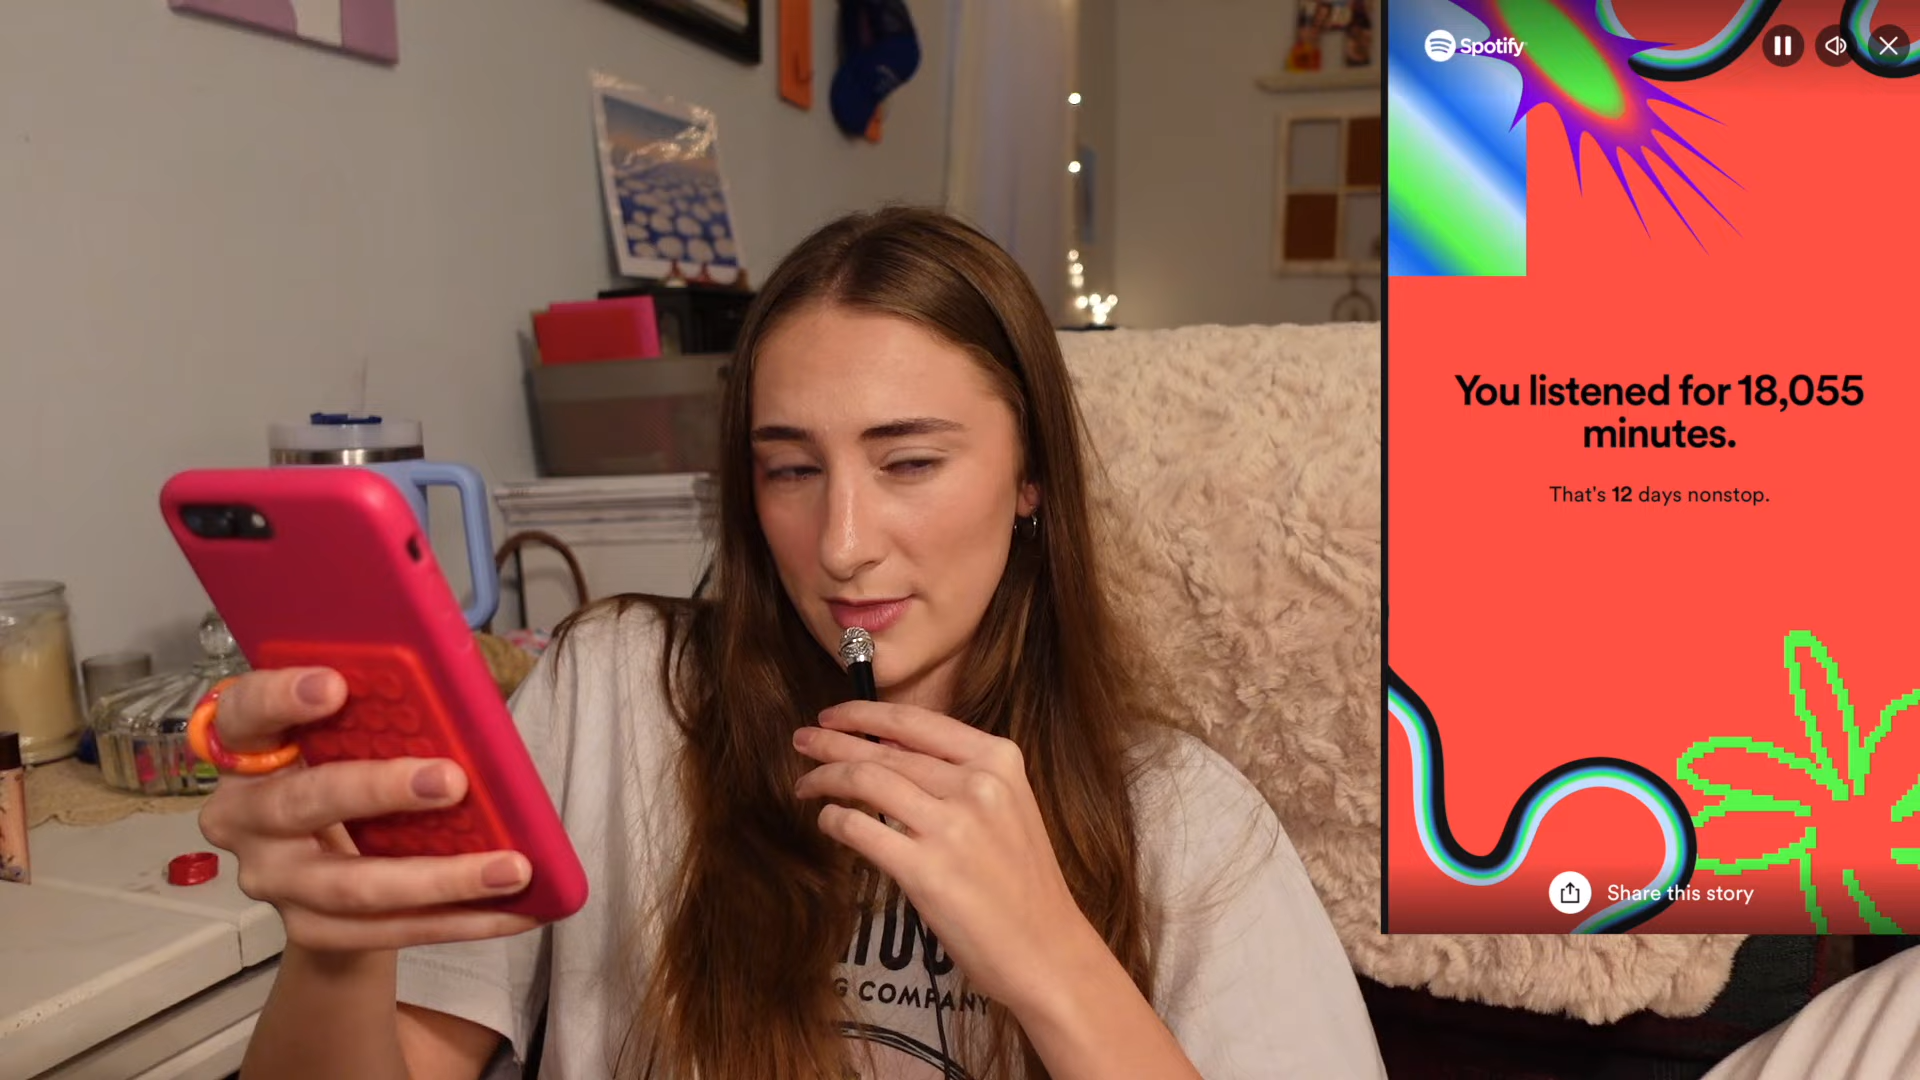 Spotify
You listened for 18,055
minutes.
That's 12 days nonstop.
Share this story
COMPANY